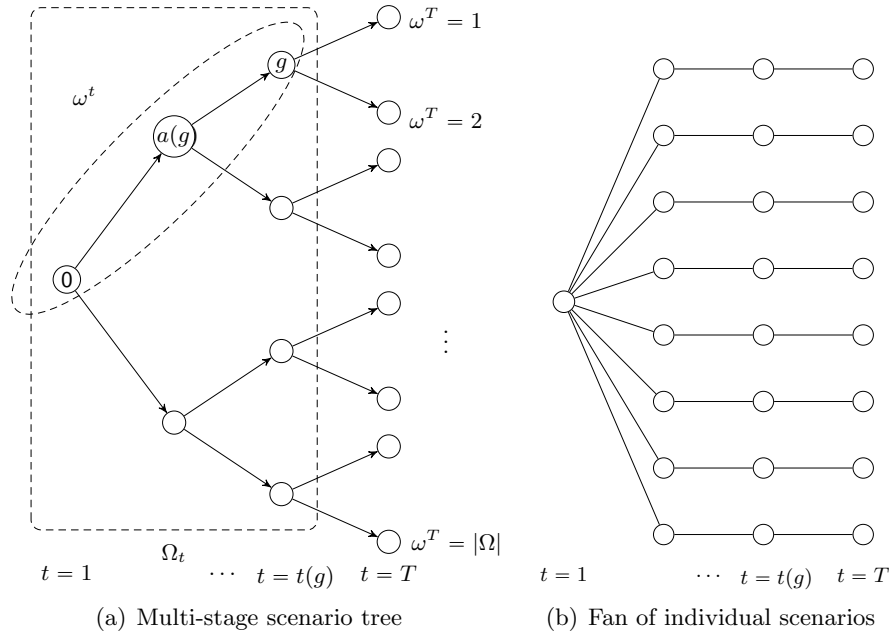 ω^T = 1
g
ω^t
a(g)
ω^T = 2
0
⋮
ω^T = |Ω|
Ω_t
t = 1 ··· t = t(g) t = T
(a) Multi-stage scenario tree
t = 1 ··· t = t(g) t = T
(b) Fan of individual scenarios